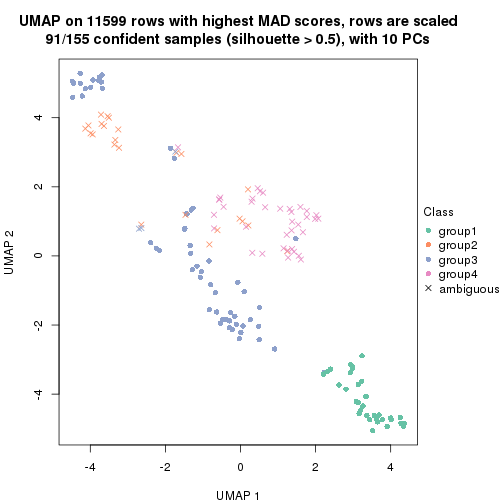 UMAP on 11599 rows with highest MAD scores, rows are scaled
91/155 confident samples (silhouette > 0.5), with 10 PCs
4
2
0
-2
-4
UMAP 2
-4
-2
0
2
4
UMAP 1
Class
group1
group2
group3
group4
ambiguous